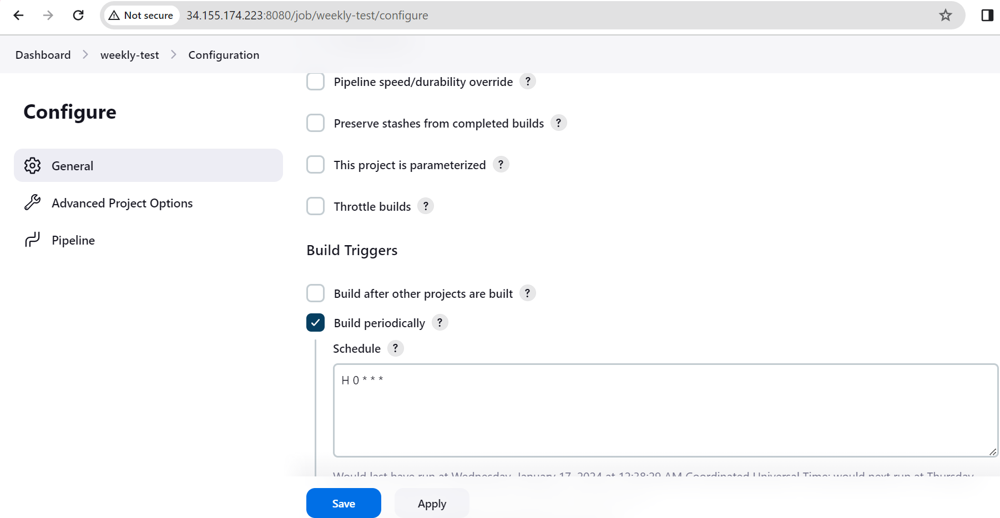 Not secure 34.155.174.223:8080/job/weekly-test/configure
Dashboard > weekly-test > Configuration
Pipeline speed/durability override ?
Configure
Preserve stashes from completed builds ?
General
This project is parameterized ?
Advanced Project Options
Throttle builds ?
Pipeline
Build Triggers
Build after other projects are built ?
Build periodically ?
Schedule ?
H 0 * * *
Would last have run at Wednesday, January 17, 2024 at 12:38:29 AM Coordinated Universal Time; would next run at Thursday,
Save Apply